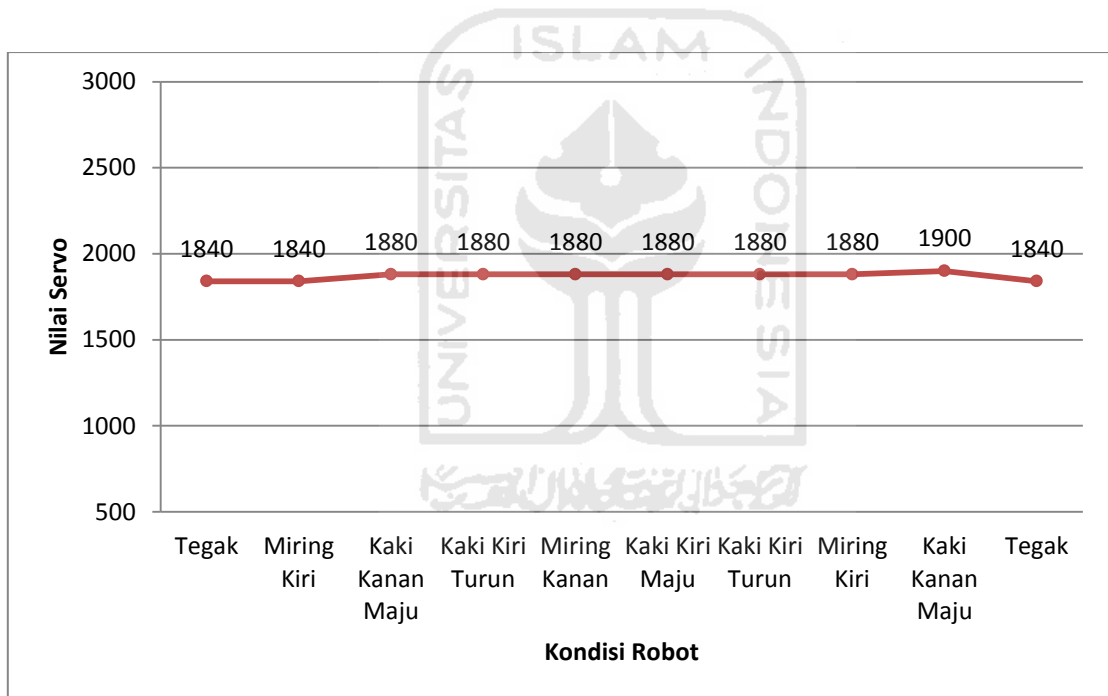 ISLAM
UNIVERSITAS
INDONESIA
3000
2500
2000
1500
1000
500
Nilai Servo
1840
1840
1880
1880
1880
1880
1880
1880
1900
1840
Tegak
Miring
Kiri
Kaki
Kanan
Maju
Kaki Kiri
Turun
Miring
Kanan
Kaki Kiri
Maju
Kaki Kiri
Turun
Miring
Kiri
Kaki
Kanan
Maju
Tegak
Kondisi Robot